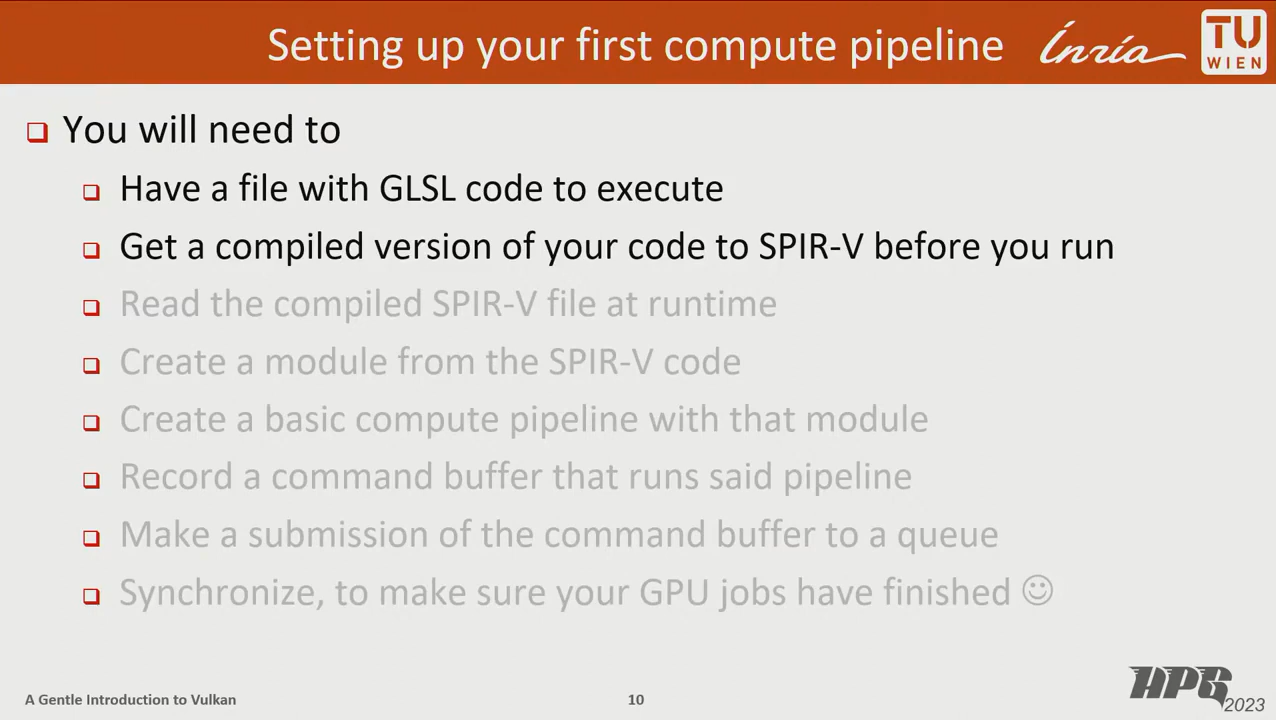 Setting up your first compute pipeline
Inria
TU
WIEN
You will need to
Have a file with GLSL code to execute
Get a compiled version of your code to SPIR-V before you run
Read the compiled SPIR-V file at runtime
Create a module from the SPIR-V code
Create a basic compute pipeline with that module
Record a command buffer that runs said pipeline
Make a submission of the command buffer to a queue
Synchronize, to make sure your GPU jobs have finished ☺
A Gentle Introduction to Vulkan
10
HPG
2023